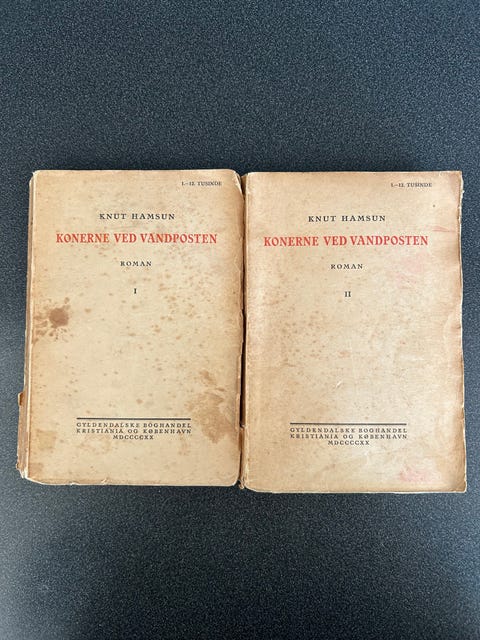 1.–12. TUSINDE
KNUT HAMSUN
KONERNE VED VANDPOSTEN
ROMAN
I
GYLDENDALSKE BOGHANDEL
KRISTIANIA OG KØBENHAVN
MDCCCCXX
1.–12. TUSINDE
KNUT HAMSUN
KONERNE VED VANDPOSTEN
ROMAN
II
GYLDENDALSKE BOGHANDEL
KRISTIANIA OG KØBENHAVN
MDCCCCXX